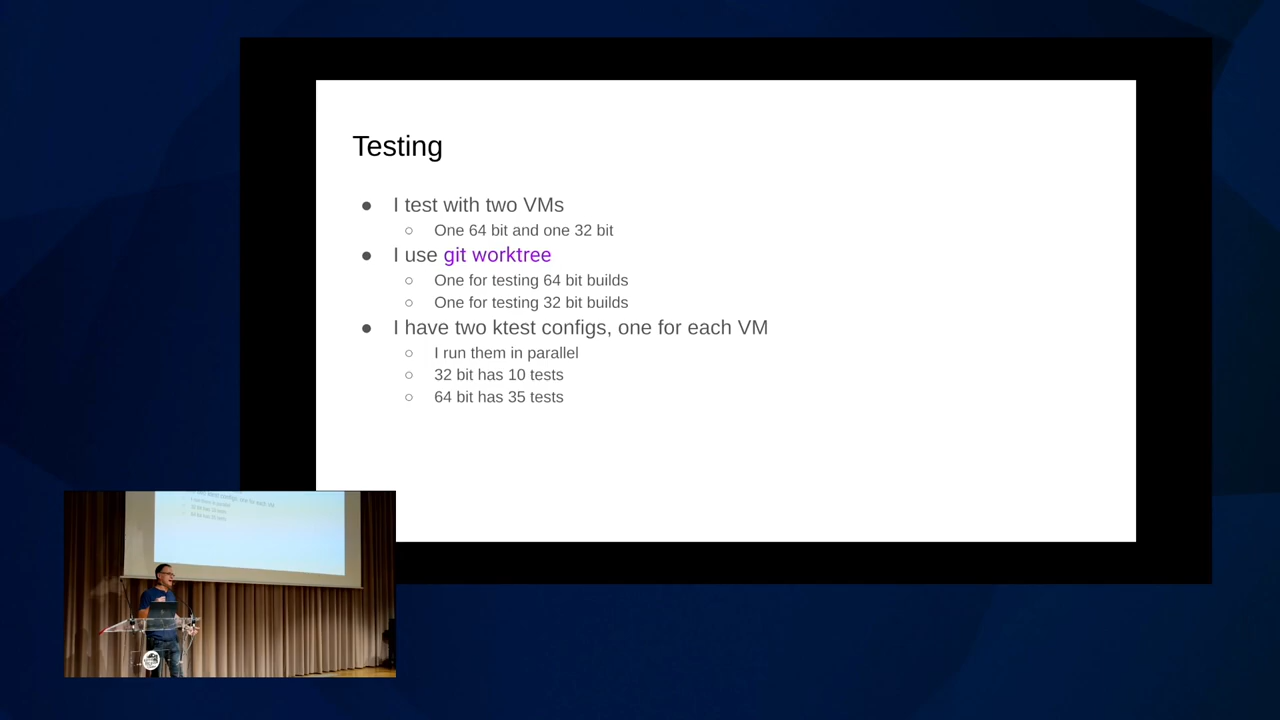 Testing
● I test with two VMs
○ One 64 bit and one 32 bit
● I use git worktree
○ One for testing 64 bit builds
○ One for testing 32 bit builds
● I have two ktest configs, one for each VM
○ I run them in parallel
○ 32 bit has 10 tests
○ 64 bit has 35 tests